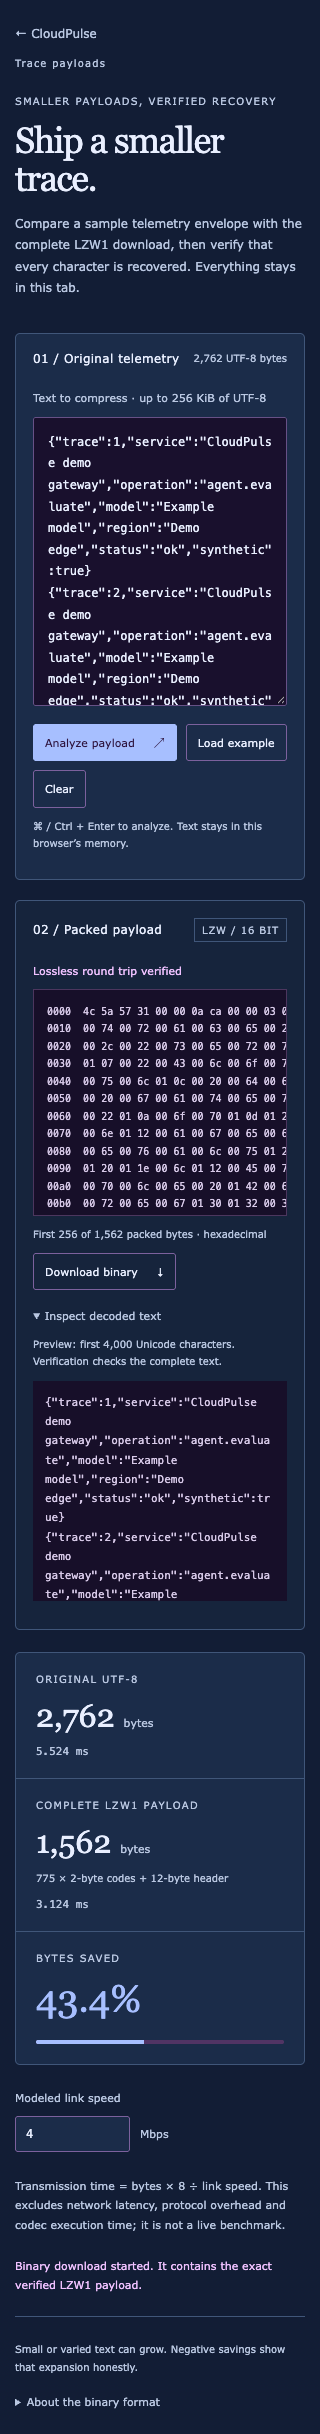 ← CloudPulse
Trace payloads
SMALLER PAYLOADS, VERIFIED RECOVERY
Ship a smaller
trace.
Compare a sample telemetry envelope with the
complete LZW1 download, then verify that
every character is recovered. Everything stays
in this tab.
01 / Original telemetry 2,762 UTF-8 bytes
Text to compress · up to 256 KiB of UTF-8
{"trace":1,"service":"CloudPuls
e demo
gateway","operation":"agent.eva
luate","model":"Example
model","region":"Demo
edge","status":"ok","synthetic"
:true}
{"trace":2,"service":"CloudPuls
e demo
gateway","operation":"agent.eva
luate","model":"Example
model","region":"Demo
edge","status":"ok","synthetic"
Analyze payload ↗ Load example
Clear
⌘ / Ctrl + Enter to analyze. Text stays in this
browser's memory.
02 / Packed payload LZW / 16 BIT
Lossless round trip verified
0000 4c 5a 57 31 00 00 0a ca 00 00 03 0
0010 00 74 00 72 00 61 00 63 00 65 00 2
0020 00 2c 00 22 00 73 00 65 00 72 00 7
0030 01 07 00 22 00 43 00 6c 00 6f 00 7
0040 00 75 00 6c 01 0c 00 20 00 64 00 6
0050 00 20 00 67 00 61 00 74 00 65 00 7
0060 00 22 01 0a 00 6f 00 70 01 0d 01 2
0070 00 6e 01 12 00 61 00 67 00 65 00 6
0080 00 65 00 76 00 61 00 6c 00 75 01 2
0090 01 20 01 1e 00 6c 01 12 00 45 00 7
00a0 00 70 00 6c 00 65 00 20 01 42 00 6
00b0 00 72 00 65 00 67 01 30 01 32 00 3
First 256 of 1,562 packed bytes · hexadecimal
Download binary ↓
▼ Inspect decoded text
Preview: first 4,000 Unicode characters.
Verification checks the complete text.
{"trace":1,"service":"CloudPulse
demo
gateway","operation":"agent.evalua
te","model":"Example
model","region":"Demo
edge","status":"ok","synthetic":tr
ue}
{"trace":2,"service":"CloudPulse
demo
gateway","operation":"agent.evalua
te","model":"Example
ORIGINAL UTF-8
2,762 bytes
5.524 ms
COMPLETE LZW1 PAYLOAD
1,562 bytes
775 × 2-byte codes + 12-byte header
3.124 ms
BYTES SAVED
43.4%
Modeled link speed
4 Mbps
Transmission time = bytes × 8 ÷ link speed. This
excludes network latency, protocol overhead and
codec execution time; it is not a live benchmark.
Binary download started. It contains the exact
verified LZW1 payload.
Small or varied text can grow. Negative savings show
that expansion honestly.
▶ About the binary format